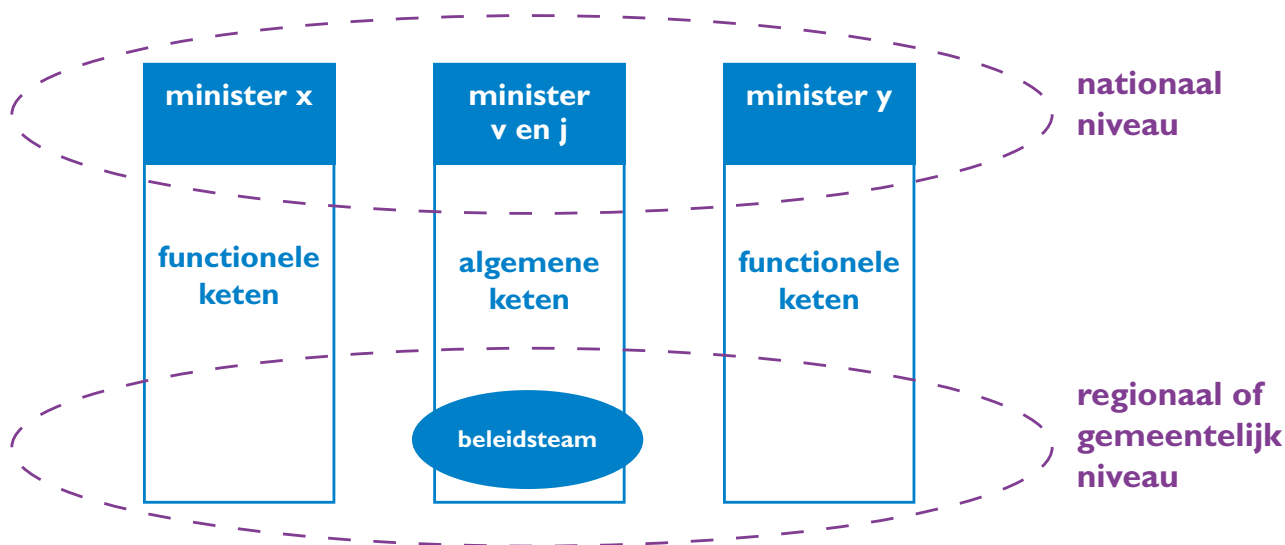 minister x
minister
v en j
minister y
nationaal
niveau
functionele
keten
algemene
keten
functionele
keten
beleidsteam
regionaal of
gemeentelijk
niveau